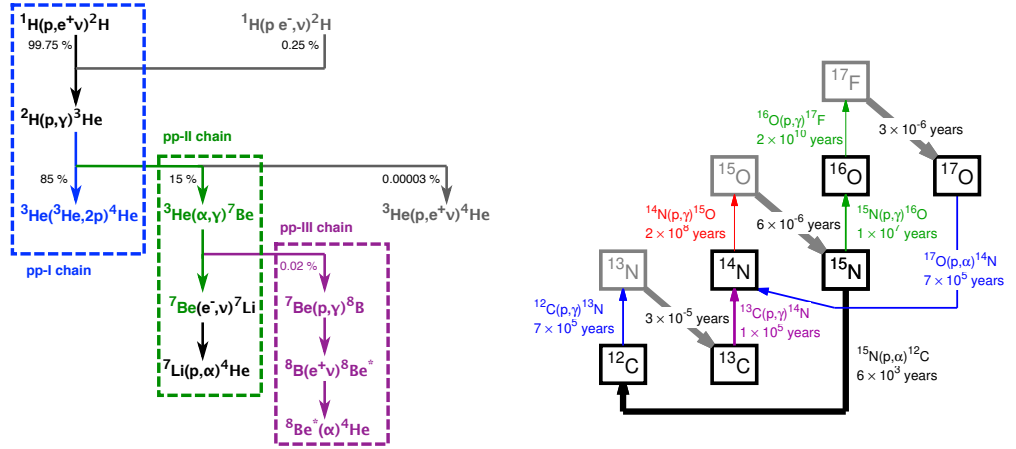 ¹H(p,e⁺ν)²H
¹H(p e⁻,ν)²H
99.75 %
0.25 %
²H(p,γ)³He
pp-II chain
85 %
15 %
0.00003 %
³He(³He,2p)⁴He
³He(α,γ)⁷Be
³He(p,e⁺ν)⁴He
pp-III chain
pp-I chain
0.02 %
⁷Be(e⁻,ν)⁷Li
⁷Be(p,γ)⁸B
⁷Li(p,α)⁴He
⁸B(e⁺ν)⁸Be*
⁸Be*(α)⁴He
¹⁷F
¹⁶O(p,γ)¹⁷F
2 × 10¹⁰ years
3 × 10⁻⁶ years
¹⁵O
¹⁶O
¹⁷O
¹⁴N(p,γ)¹⁵O
2 × 10⁸ years
6 × 10⁻⁶ years
¹⁵N(p,γ)¹⁶O
1 × 10⁷ years
¹³N
¹⁴N
¹⁵N
¹⁷O(p,α)¹⁴N
7 × 10⁵ years
¹²C(p,γ)¹³N
7 × 10⁵ years
3 × 10⁻⁵ years
¹³C(p,γ)¹⁴N
1 × 10⁵ years
¹²C
¹³C
¹⁵N(p,α)¹²C
6 × 10³ years